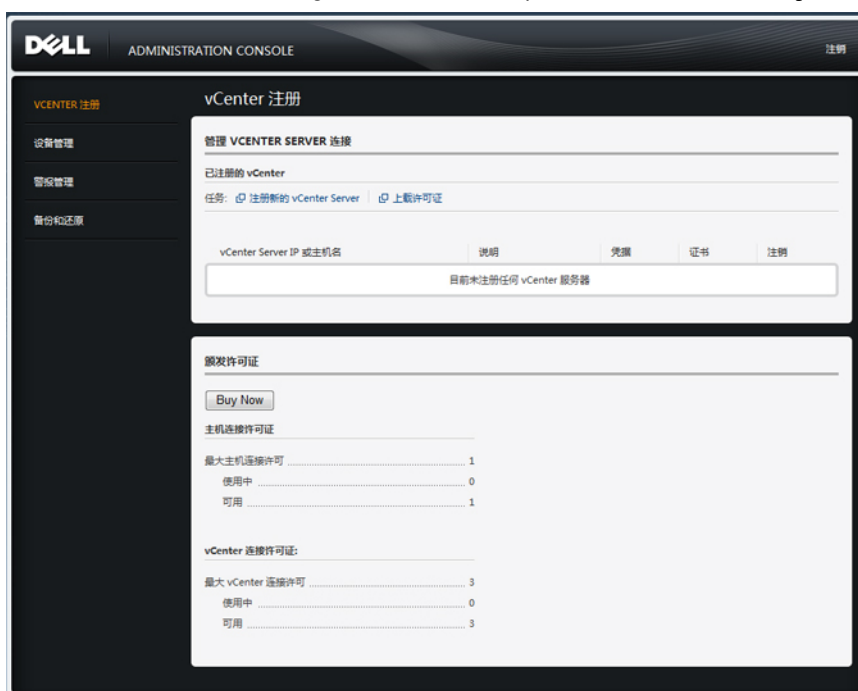 DELL ADMINISTRATION CONSOLE 注销
VCENTER 注册
设备管理
警报管理
备份和还原
vCenter 注册
管理 VCENTER SERVER 连接
已注册的 vCenter
任务: 注册新的 vCenter Server 上载许可证
vCenter Server IP 或主机名 说明 凭据 证书 注销
目前未注册任何 vCenter 服务器
颁发许可证
Buy Now
主机连接许可证
最大主机连接许可 1
使用中 0
可用 1
vCenter 连接许可证:
最大 vCenter 连接许可 3
使用中 0
可用 3